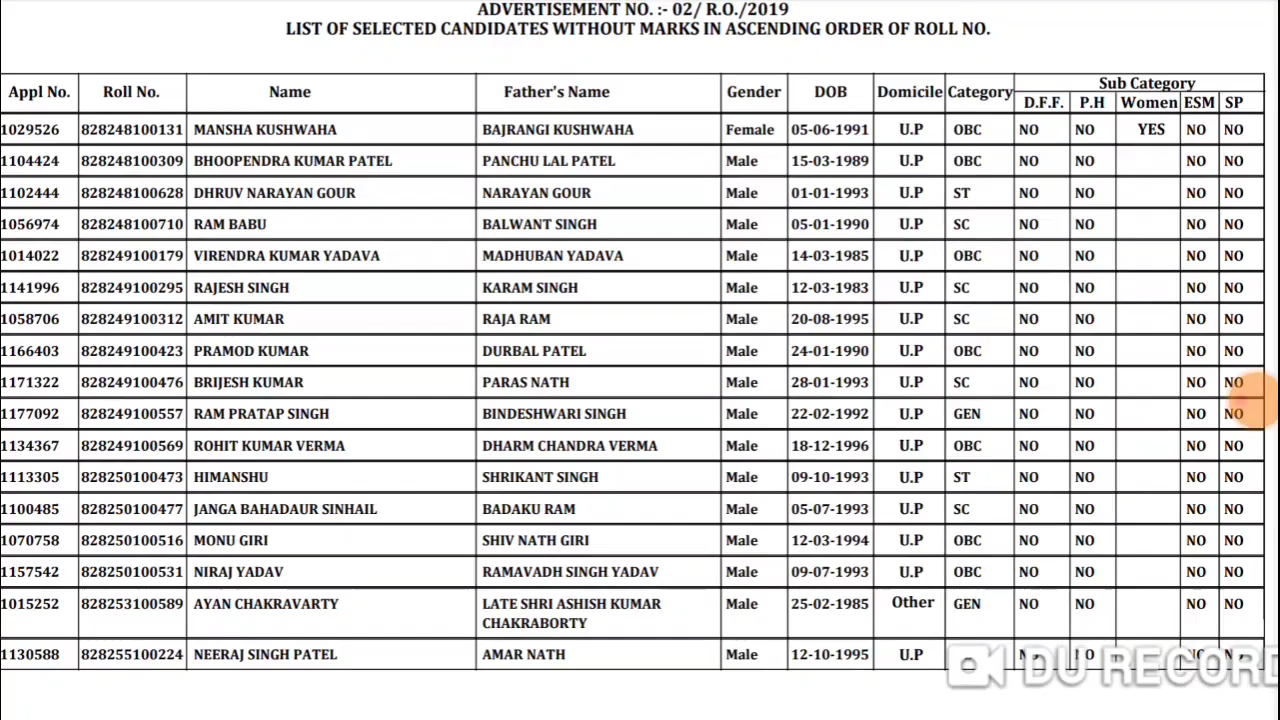 ADVERTISEMENT NO. :- 02/ R.O./2019
LIST OF SELECTED CANDIDATES WITHOUT MARKS IN ASCENDING ORDER OF ROLL NO.
Appl No. Roll No. Name Father's Name Gender DOB Domicile Category Sub Category
D.F.F. P.H Women ESM SP
1029526 828248100131 MANSHA KUSHWAHA BAJRANGI KUSHWAHA Female 05-06-1991 U.P OBC NO NO YES NO NO
1104424 828248100309 BHOOPENDRA KUMAR PATEL PANCHU LAL PATEL Male 15-03-1989 U.P OBC NO NO NO NO
1102444 828248100628 DHRUV NARAYAN GOUR NARAYAN GOUR Male 01-01-1993 U.P ST NO NO NO NO
1056974 828248100710 RAM BABU BALWANT SINGH Male 05-01-1990 U.P SC NO NO NO NO
1014022 828249100179 VIRENDRA KUMAR YADAVA MADHUBAN YADAVA Male 14-03-1985 U.P OBC NO NO NO NO
1141996 828249100295 RAJESH SINGH KARAM SINGH Male 12-03-1983 U.P SC NO NO NO NO
1058706 828249100312 AMIT KUMAR RAJA RAM Male 20-08-1995 U.P SC NO NO NO NO
1166403 828249100423 PRAMOD KUMAR DURBAL PATEL Male 24-01-1990 U.P OBC NO NO NO NO
1171322 828249100476 BRIJESH KUMAR PARAS NATH Male 28-01-1993 U.P SC NO NO NO NO
1177092 828249100557 RAM PRATAP SINGH BINDESHWARI SINGH Male 22-02-1992 U.P GEN NO NO NO NO
1134367 828249100569 ROHIT KUMAR VERMA DHARM CHANDRA VERMA Male 18-12-1996 U.P OBC NO NO NO NO
1113305 828250100473 HIMANSHU SHRIKANT SINGH Male 09-10-1993 U.P ST NO NO NO NO
1100485 828250100477 JANGA BAHADAUR SINHAIL BADAKU RAM Male 05-07-1993 U.P SC NO NO NO NO
1070758 828250100516 MONU GIRI SHIV NATH GIRI Male 12-03-1994 U.P OBC NO NO NO NO
1157542 828250100531 NIRAJ YADAV RAMAVADH SINGH YADAV Male 09-07-1993 U.P OBC NO NO NO NO
1015252 828253100589 AYAN CHAKRAVARTY LATE SHRI ASHISH KUMAR Male 25-02-1985 Other GEN NO NO NO NO
CHAKRABORTY
1130588 828255100224 NEERAJ SINGH PATEL AMAR NATH Male 12-10-1995 U.P NO NO NO NO
DU RECORD